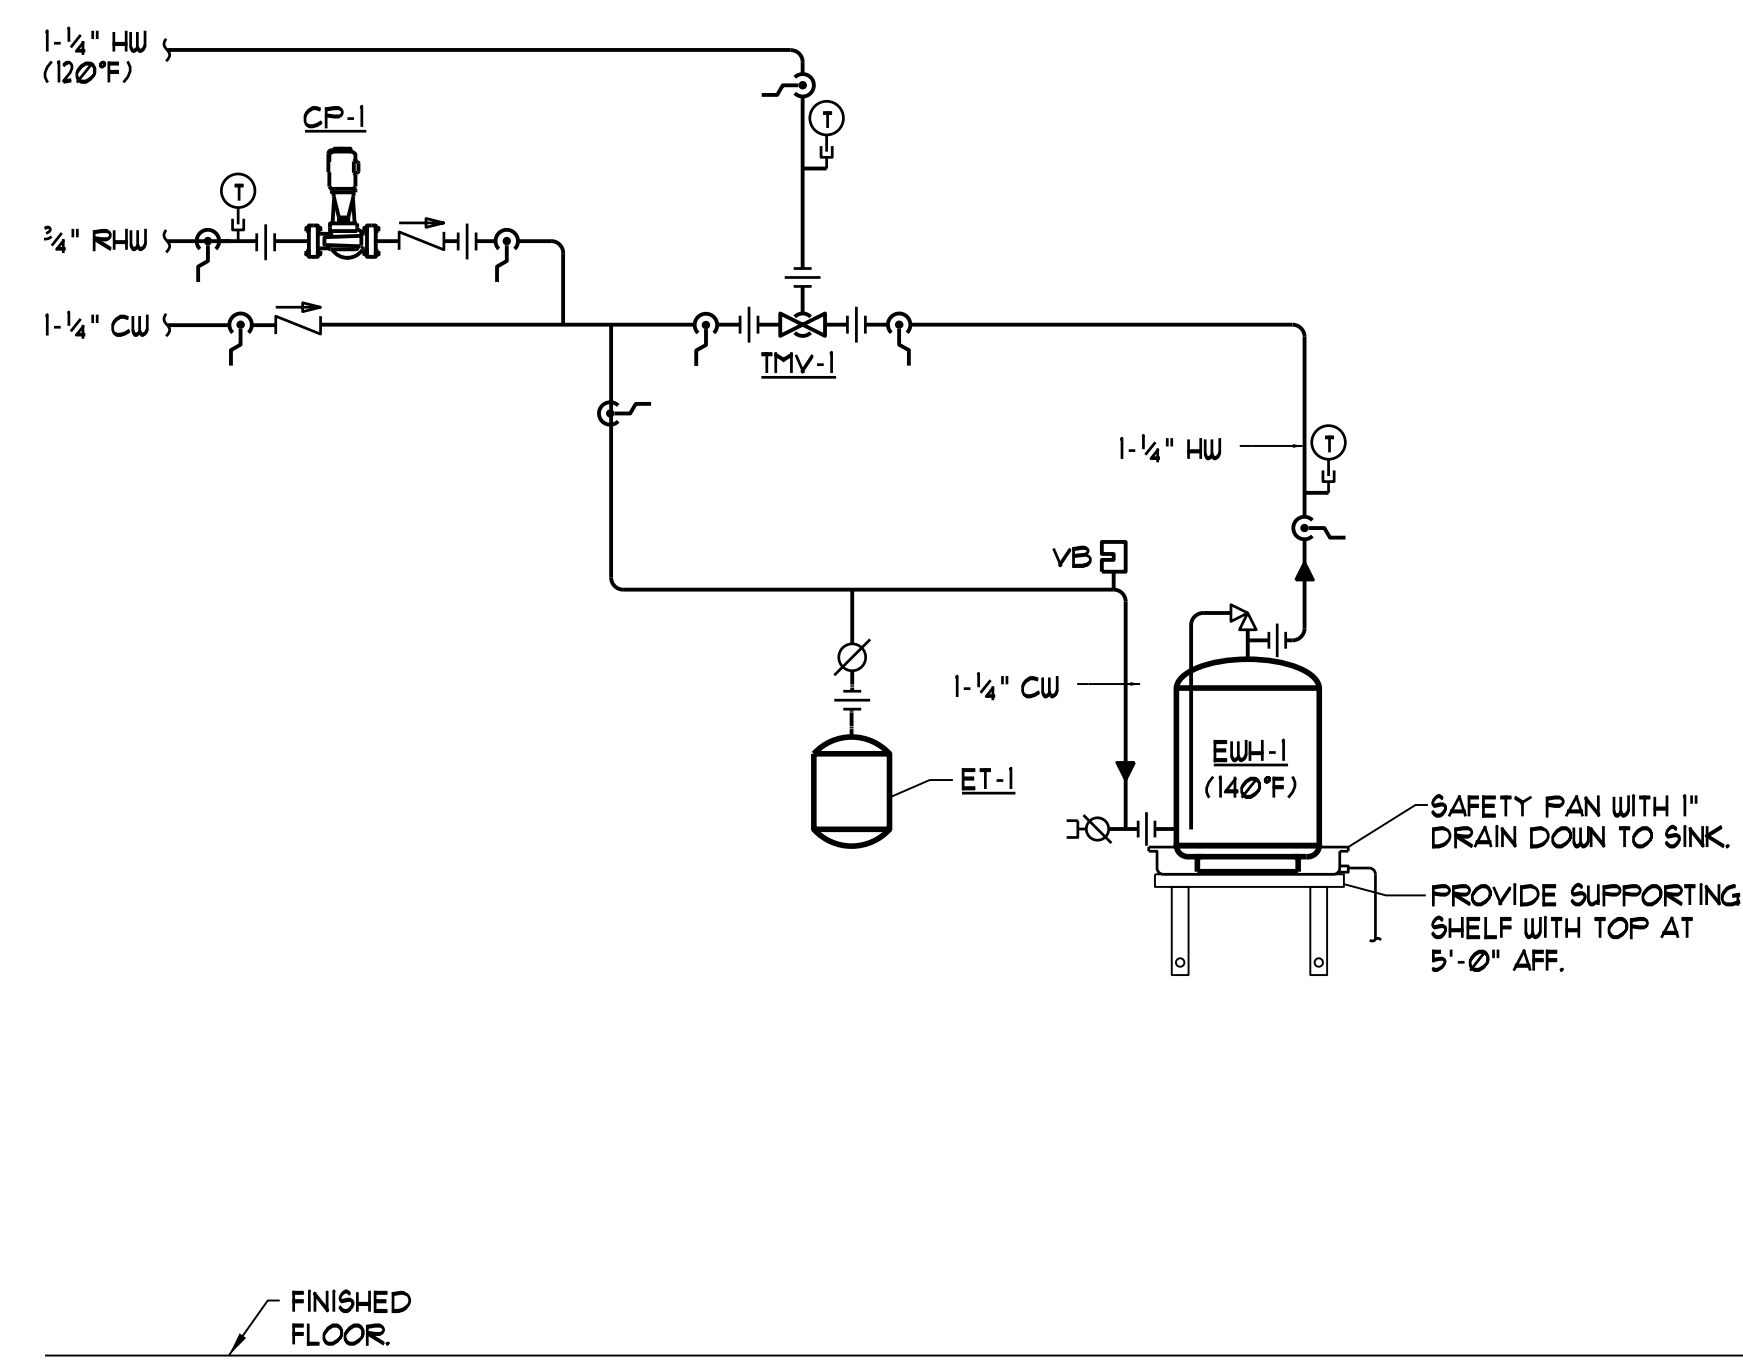 1-¼" HW
(120°F)
CP-1
T
T
¾" RHW
1-¼" CW
TMV-1
1-¼" HW
T
VB
1-¼" CW
EWH-1
(140°F)
ET-1
SAFETY PAN WITH 1"
DRAIN DOWN TO SINK.
PROVIDE SUPPORTING
SHELF WITH TOP AT
5'-0" AFF.
FINISHED
FLOOR.